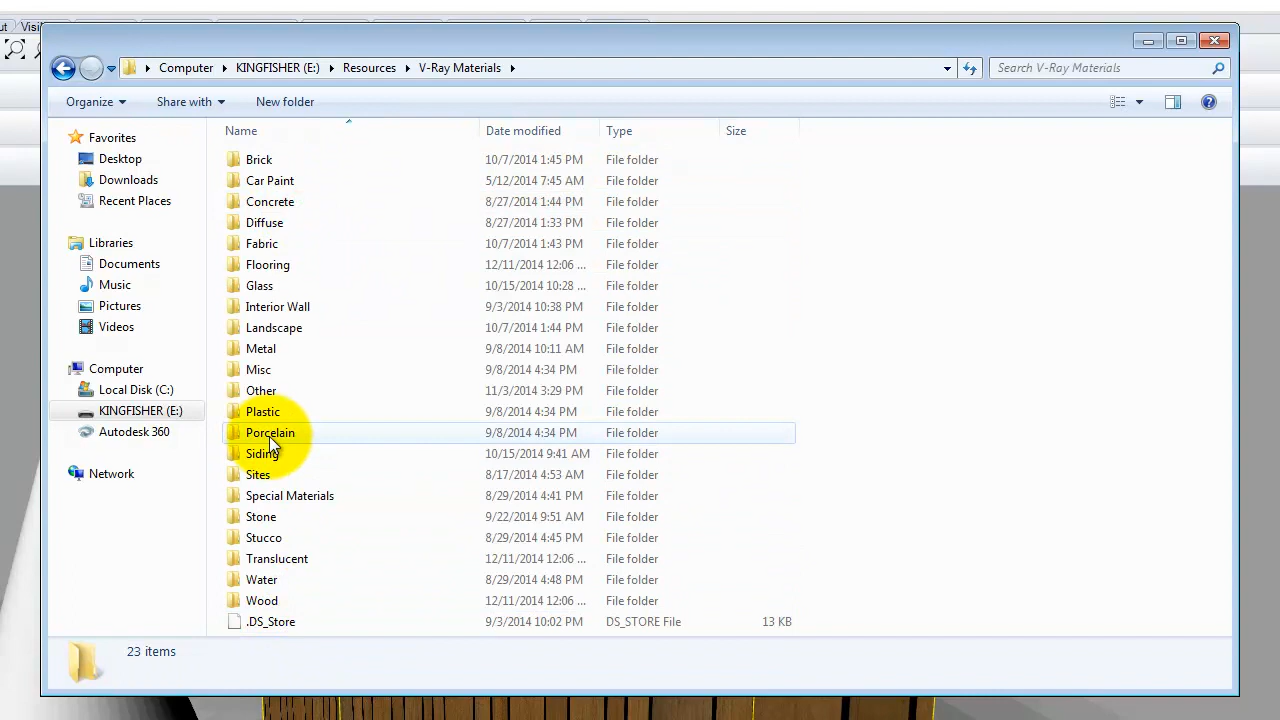 ut Visi
Computer KINGFISHER (E:) Resources V-Ray Materials Search V-Ray Materials
Organize Share with New folder
Name Date modified Type Size
Favorites
Desktop
Downloads
Recent Places
Libraries
Documents
Music
Pictures
Videos
Computer
Local Disk (C:)
KINGFISHER (E:)
Autodesk 360
Network
Brick 10/7/2014 1:45 PM File folder
Car Paint 5/12/2014 7:45 AM File folder
Concrete 8/27/2014 1:44 PM File folder
Diffuse 8/27/2014 1:33 PM File folder
Fabric 10/7/2014 1:43 PM File folder
Flooring 12/11/2014 12:06 ... File folder
Glass 10/15/2014 10:28 ... File folder
Interior Wall 9/3/2014 10:38 PM File folder
Landscape 10/7/2014 1:44 PM File folder
Metal 9/8/2014 10:11 AM File folder
Misc 9/8/2014 4:34 PM File folder
Other 11/3/2014 3:29 PM File folder
Plastic 9/8/2014 4:34 PM File folder
Porcelain 9/8/2014 4:34 PM File folder
Siding 10/15/2014 9:41 AM File folder
Sites 8/17/2014 4:53 AM File folder
Special Materials 8/29/2014 4:41 PM File folder
Stone 9/22/2014 9:51 AM File folder
Stucco 8/29/2014 4:45 PM File folder
Translucent 12/11/2014 12:06 ... File folder
Water 8/29/2014 4:48 PM File folder
Wood 12/11/2014 12:06 ... File folder
.DS_Store 9/3/2014 10:02 PM DS_STORE File 13 KB
23 items